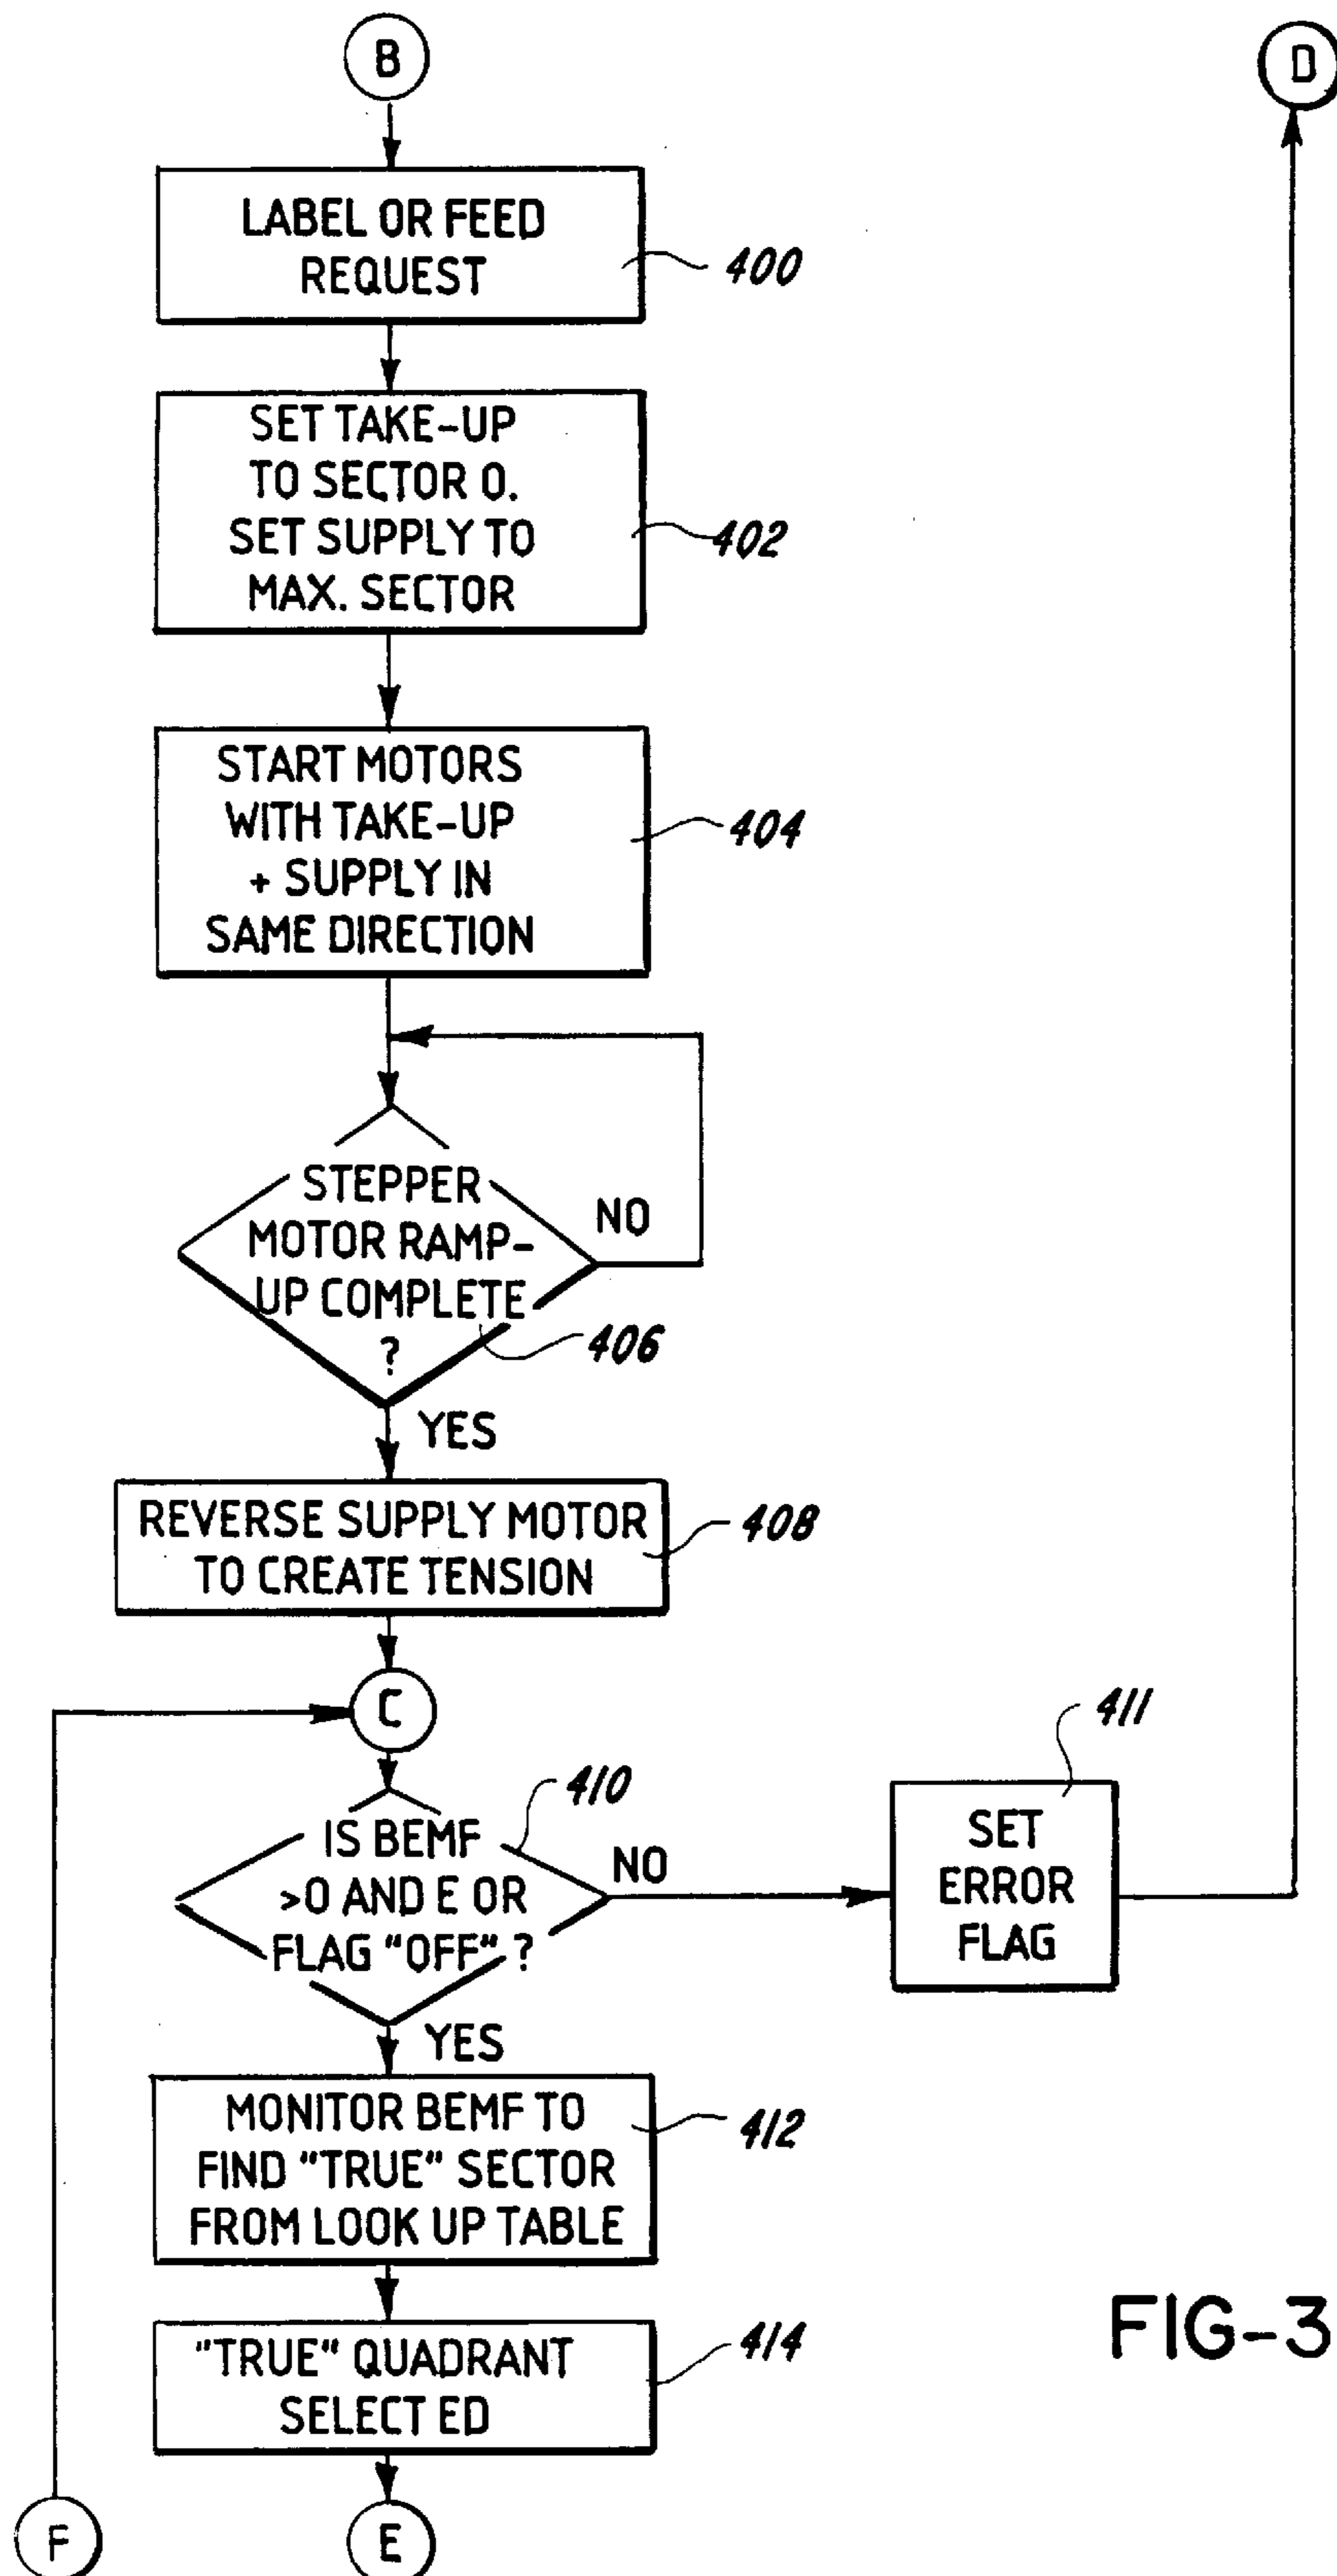 B
D
LABEL OR FEED
REQUEST
400
SET TAKE-UP
TO SECTOR 0.
SET SUPPLY TO
MAX. SECTOR
402
START MOTORS
WITH TAKE-UP
+ SUPPLY IN
SAME DIRECTION
404
STEPPER
MOTOR RAMP-
UP COMPLETE
?
NO
406
YES
REVERSE SUPPLY MOTOR
TO CREATE TENSION
408
C
IS BEMF
>0 AND E OR
FLAG "OFF" ?
410
NO
411
SET
ERROR
FLAG
YES
MONITOR BEMF TO
FIND "TRUE" SECTOR
FROM LOOK UP TABLE
412
"TRUE" QUADRANT
SELECT ED
414
FIG-3
F
E